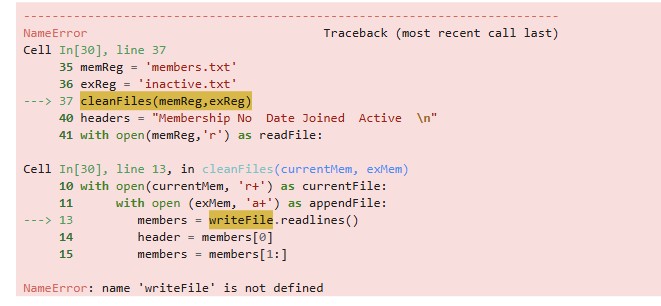 ---------------------------------------------------------------------------
NameError                                 Traceback (most recent call last)
Cell In[30], line 37
     35 memReg = 'members.txt'
     36 exReg = 'inactive.txt'
---> 37 cleanFiles(memReg,exReg)
     40 headers = "Membership No  Date Joined  Active  \n"
     41 with open(memReg,'r') as readFile:

Cell In[30], line 13, in cleanFiles(currentMem, exMem)
     10 with open(currentMem, 'r+') as currentFile:
     11     with open (exMem, 'a+') as appendFile:
---> 13         members = writeFile.readlines()
     14         header = members[0]
     15         members = members[1:]

NameError: name 'writeFile' is not defined